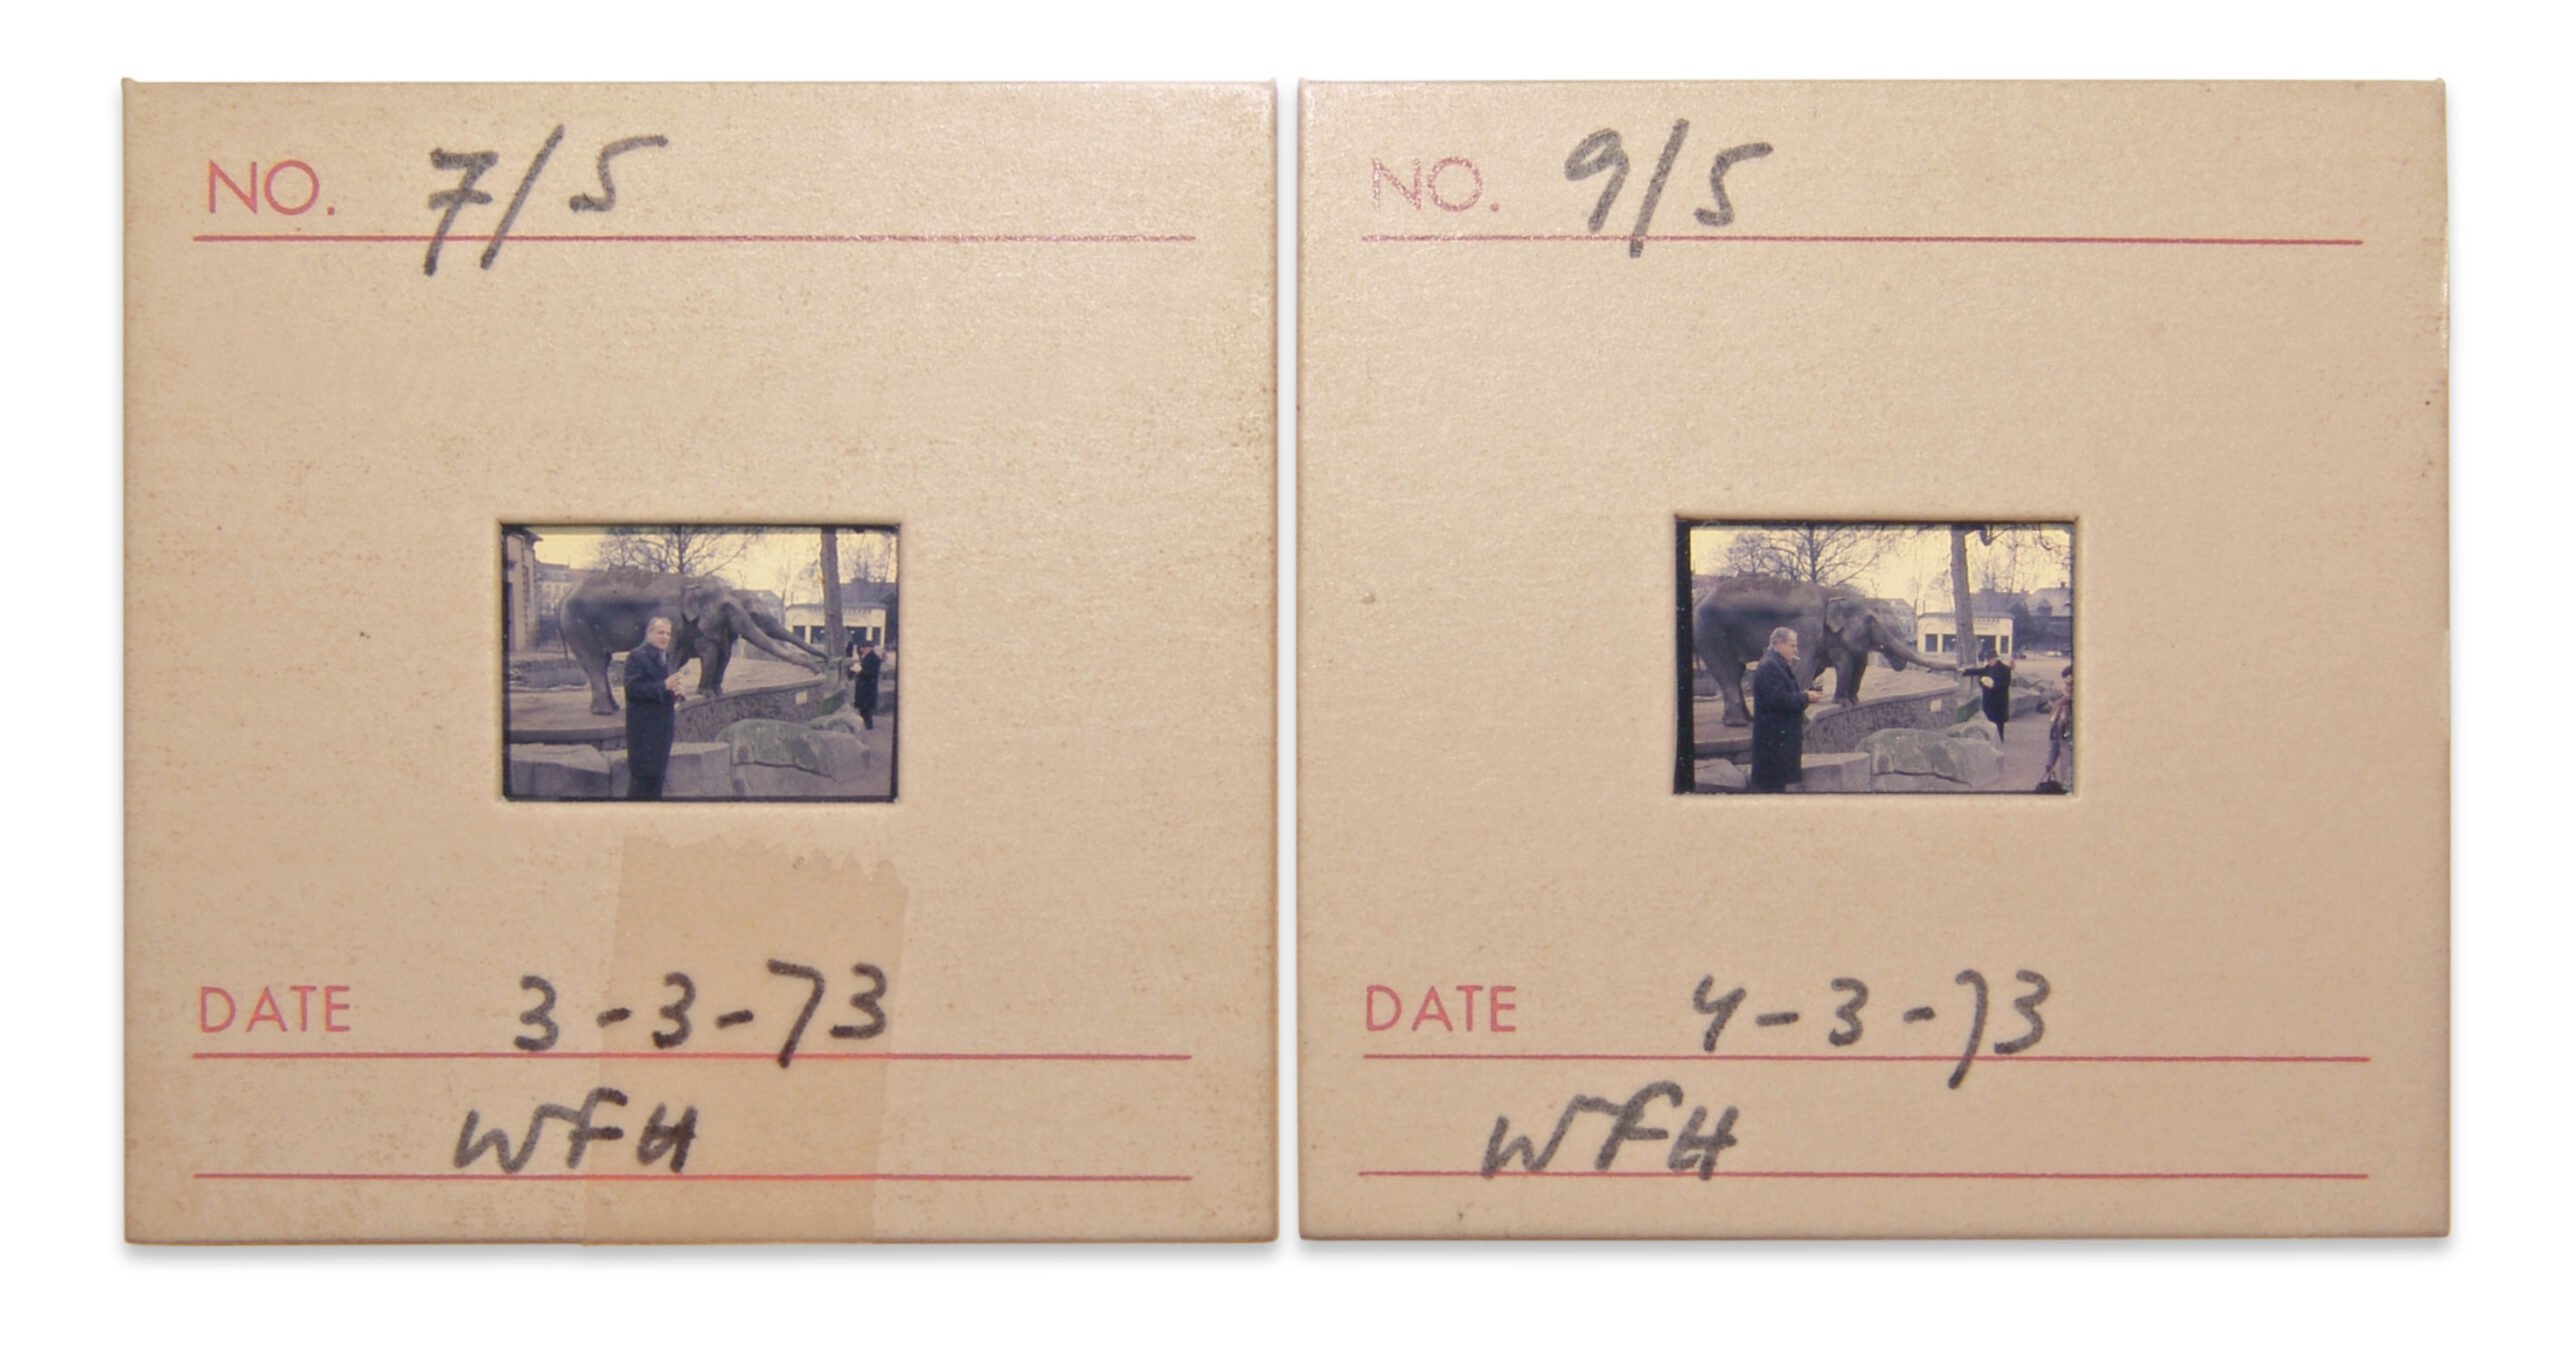 NO. 7/5
DATE 3-3-73
WFH
NO. 9/5
DATE 4-3-73
WFH